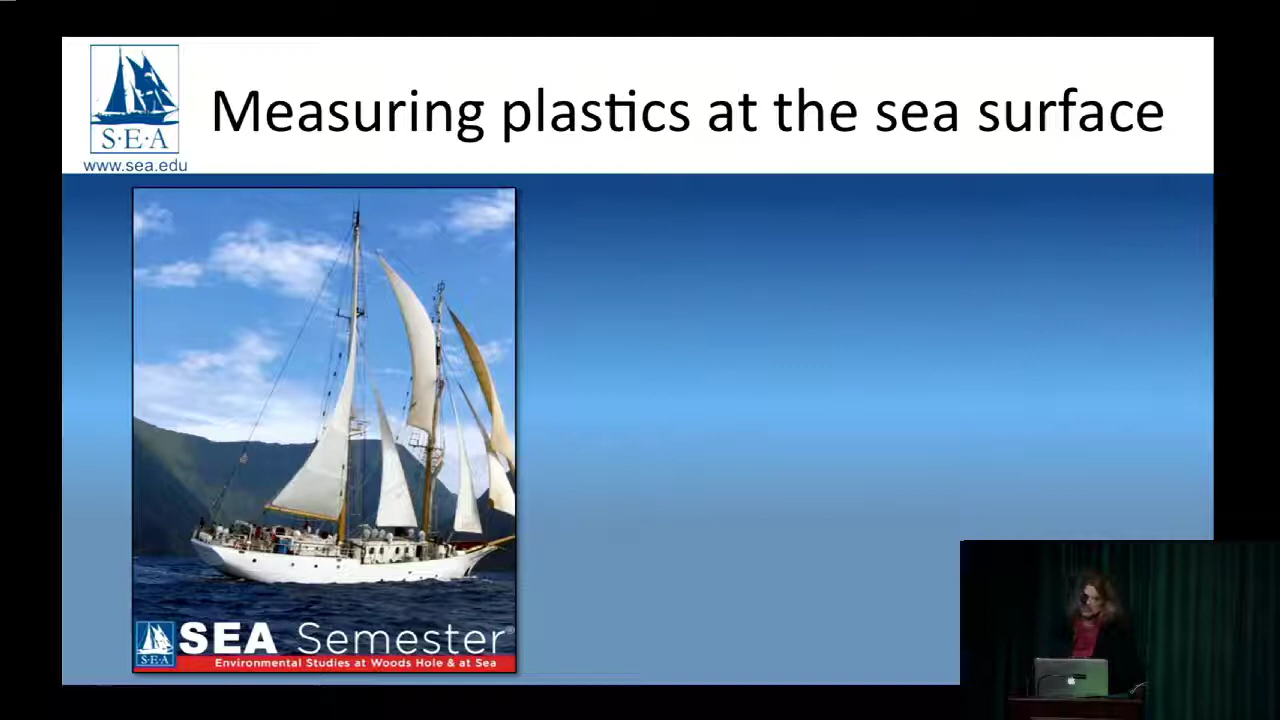 S·E·A
www.sea.edu
Measuring plastics at the sea surface
S·E·A
SEA Semester®
Environmental Studies at Woods Hole & at Sea